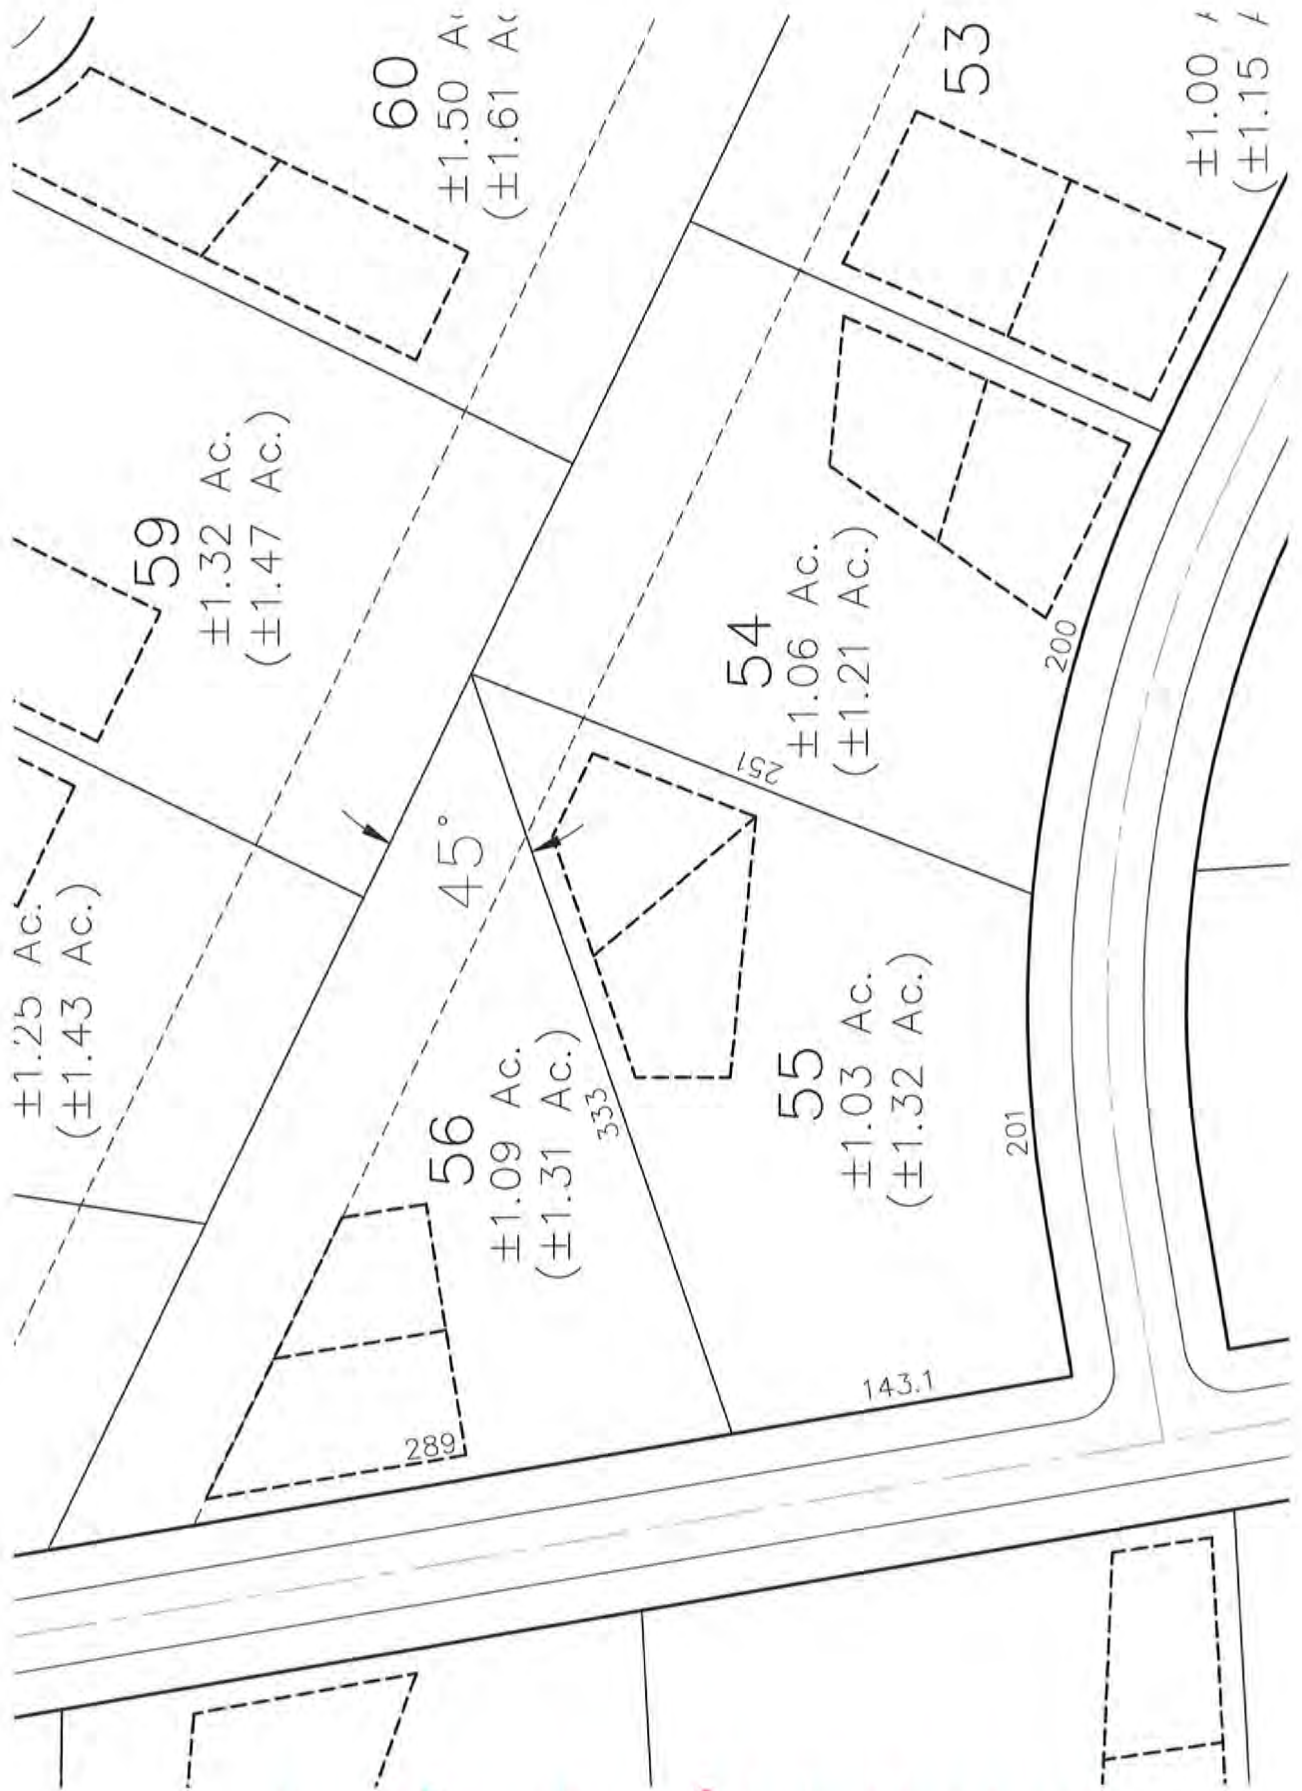 60
±1.50 A
(±1.61 A
53
±1.00
(±1.15
59
±1.32 Ac.
(±1.47 Ac.)
54
±1.06 Ac.
(±1.21 Ac.)
200
251
45°
±1.25 Ac.
(±1.43 Ac.)
56
±1.09 Ac.
(±1.31 Ac.)
333
55
±1.03 Ac.
(±1.32 Ac.)
201
289
143.1